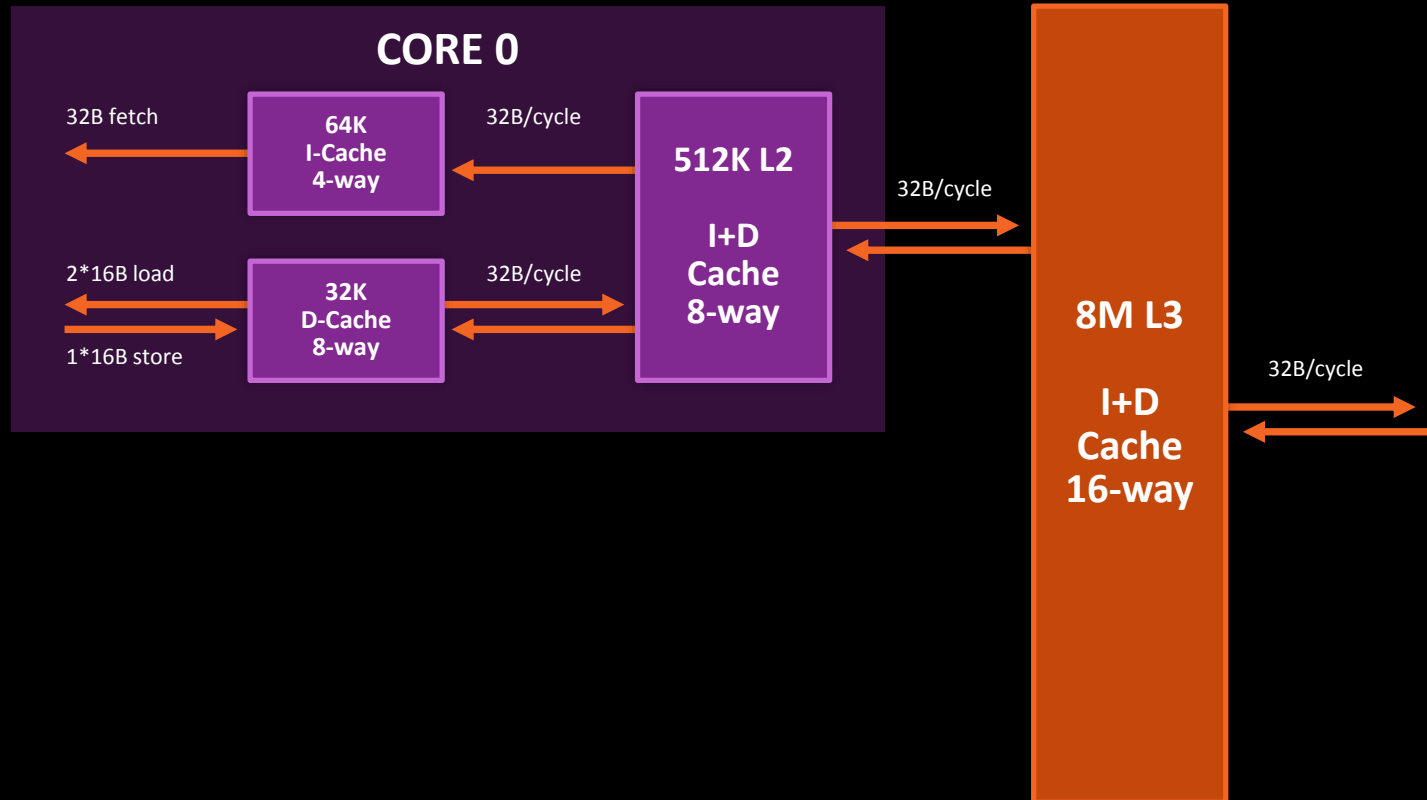 CORE 0
32B fetch
64K
I-Cache
4-way
32B/cycle
2*16B load
1*16B store
32K
D-Cache
8-way
32B/cycle
512K L2
I+D
Cache
8-way
32B/cycle
8M L3
I+D
Cache
16-way
32B/cycle